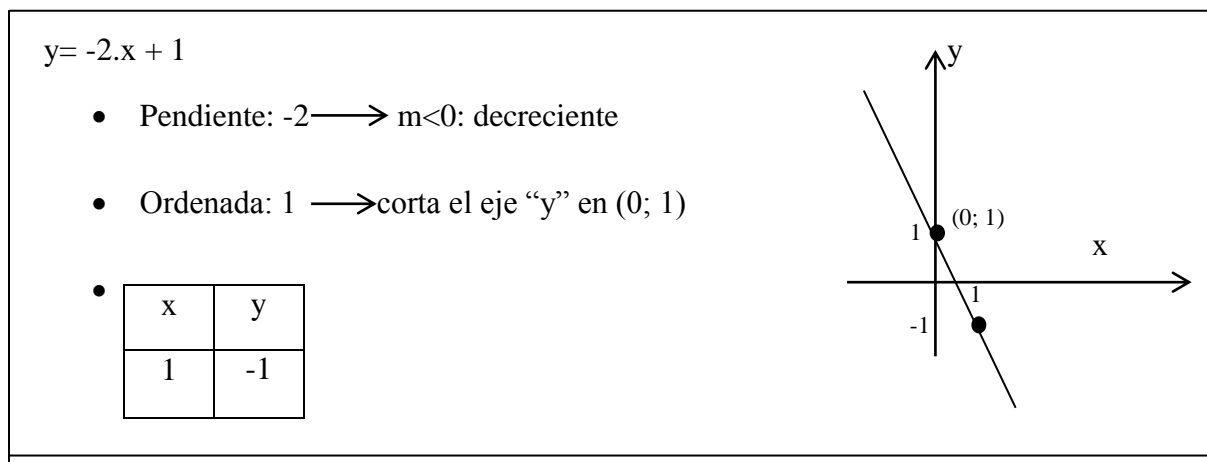 y= -2.x + 1
• Pendiente: -2 → m<0: decreciente
• Ordenada: 1 → corta el eje “y” en (0; 1)
•
x y
1 -1
y
1 (0; 1)
x
1
-1